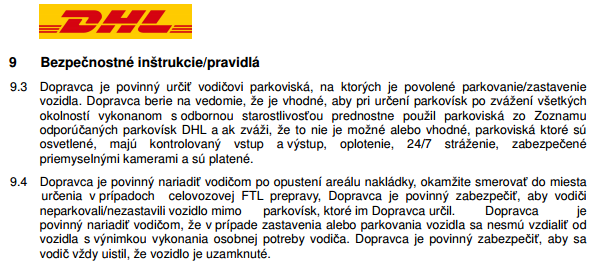 DHL
9 Bezpečnostné inštrukcie/pravidlá
9.3 Dopravca je povinný určiť vodičovi parkoviská, na ktorých je povolené parkovanie/zastavenie
vozidla. Dopravca berie na vedomie, že je vhodné, aby pri určení parkovísk po zvážení všetkých
okolností vykonanom s odbornou starostlivosťou prednostne použil parkoviská zo Zoznamu
odporúčaných parkovísk DHL a ak zváži, že to nie je možné alebo vhodné, parkoviská ktoré sú
osvetlené, majú kontrolovaný vstup a výstup, oplotenie, 24/7 stráženie, zabezpečené
priemyselnými kamerami a sú platené.
9.4 Dopravca je povinný nariadiť vodičom po opustení areálu nakládky, okamžite smerovať do miesta
určenia v prípadoch celovozovej FTL prepravy, Dopravca je povinný zabezpečiť, aby vodiči
neparkovali/nezastavili vozidlo mimo parkovísk, ktoré im Dopravca určil. Dopravca je
povinný nariadiť vodičom, že v prípade zastavenia alebo parkovania vozidla sa nesmú vzdialiť od
vozidla s výnimkou vykonania osobnej potreby vodiča. Dopravca je povinný zabezpečiť, aby sa
vodič vždy uistil, že vozidlo je uzamknuté.